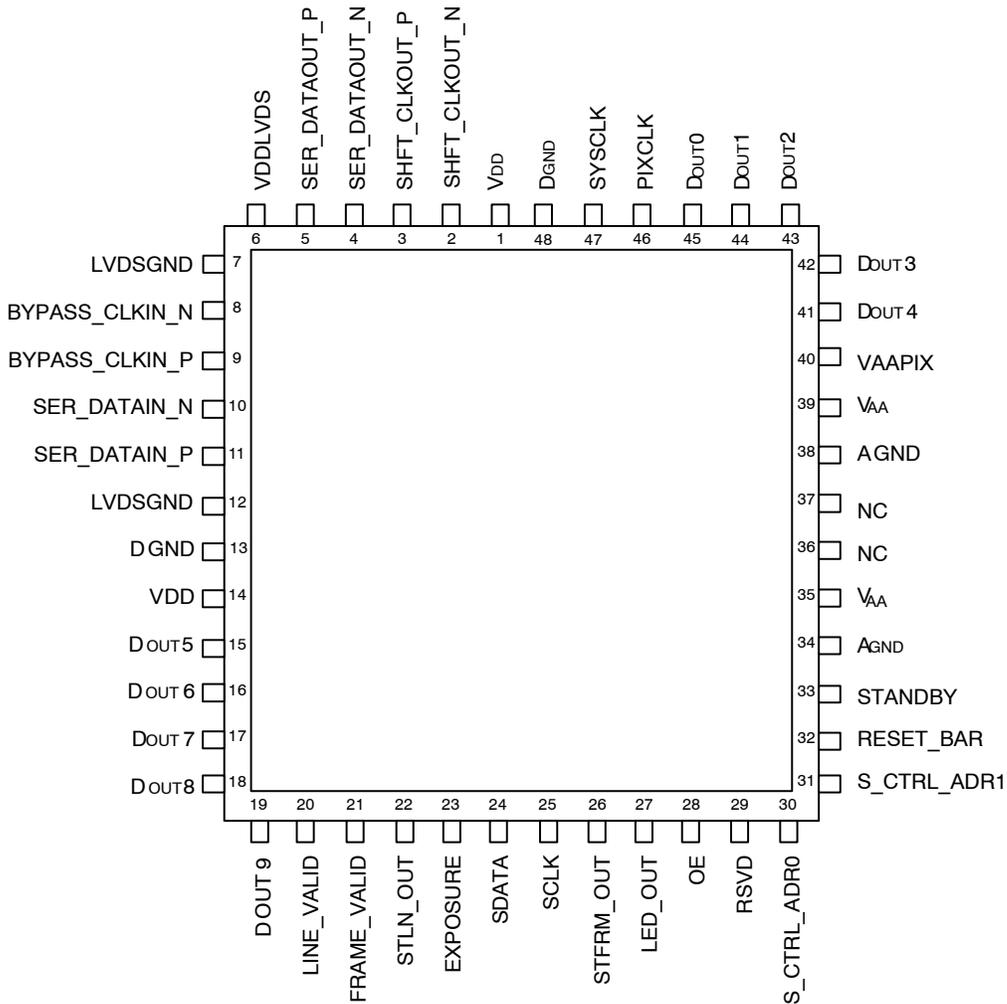 VDDLVDS
SER_DATAOUT_P
SER_DATAOUT_N
SHFT_CLKOUT_P
SHFT_CLKOUT_N
VDD
DGND
SYSCLK
PIXCLK
DOUT0
DOUT1
DOUT2
6 5 4 3 2 1 48 47 46 45 44 43
LVDSGND 7
BYPASS_CLKIN_N 8
BYPASS_CLKIN_P 9
SER_DATAIN_N 10
SER_DATAIN_P 11
LVDSGND 12
DGND 13
VDD 14
DOUT5 15
DOUT6 16
DOUT7 17
DOUT8 18
42 DOUT3
41 DOUT4
40 VAAPIX
39 VAA
38 AGND
37 NC
36 NC
35 VAA
34 AGND
33 STANDBY
32 RESET_BAR
31 S_CTRL_ADR1
19 20 21 22 23 24 25 26 27 28 29 30
DOUT9
LINE_VALID
FRAME_VALID
STLN_OUT
EXPOSURE
SDATA
SCLK
STFRM_OUT
LED_OUT
OE
RSVD
S_CTRL_ADR0